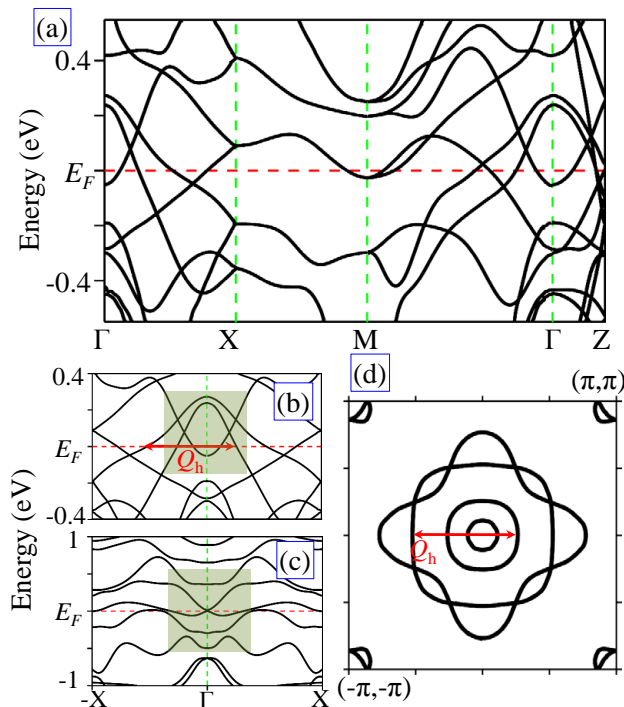 (a)
0.4
E_F
-0.4
Energy (eV)
Γ X M Γ Z
(b)
0.4
E_F
-0.4
Q_h
(c)
1
E_F
-1
Energy (eV)
-X Γ X
(d)
(π,π)
Q_h
(-π,-π)